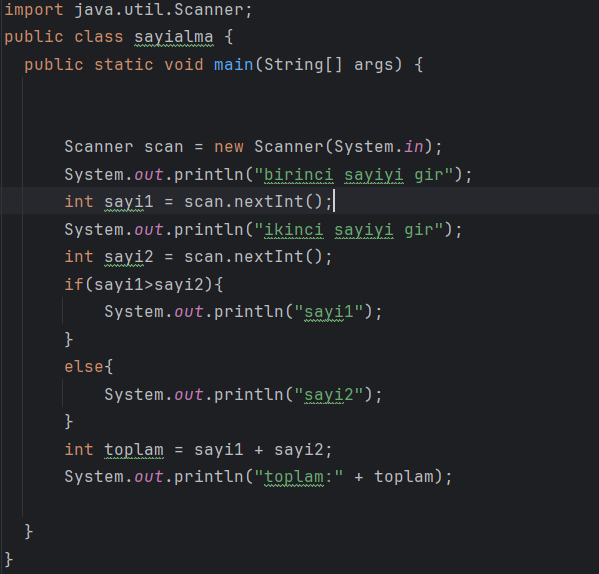 import java.util.Scanner;
public class sayialma {
public static void main(String[] args) {
Scanner scan = new Scanner(System.in);
System.out.println("birinci sayiyi gir");
int sayi1 = scan.nextInt();
System.out.println("ikinci sayiyi gir");
int sayi2 = scan.nextInt();
if(sayi1>sayi2){
System.out.println("sayi1");
}
else{
System.out.println("sayi2");
}
int toplam = sayi1 + sayi2;
System.out.println("toplam:" + toplam);
}
}